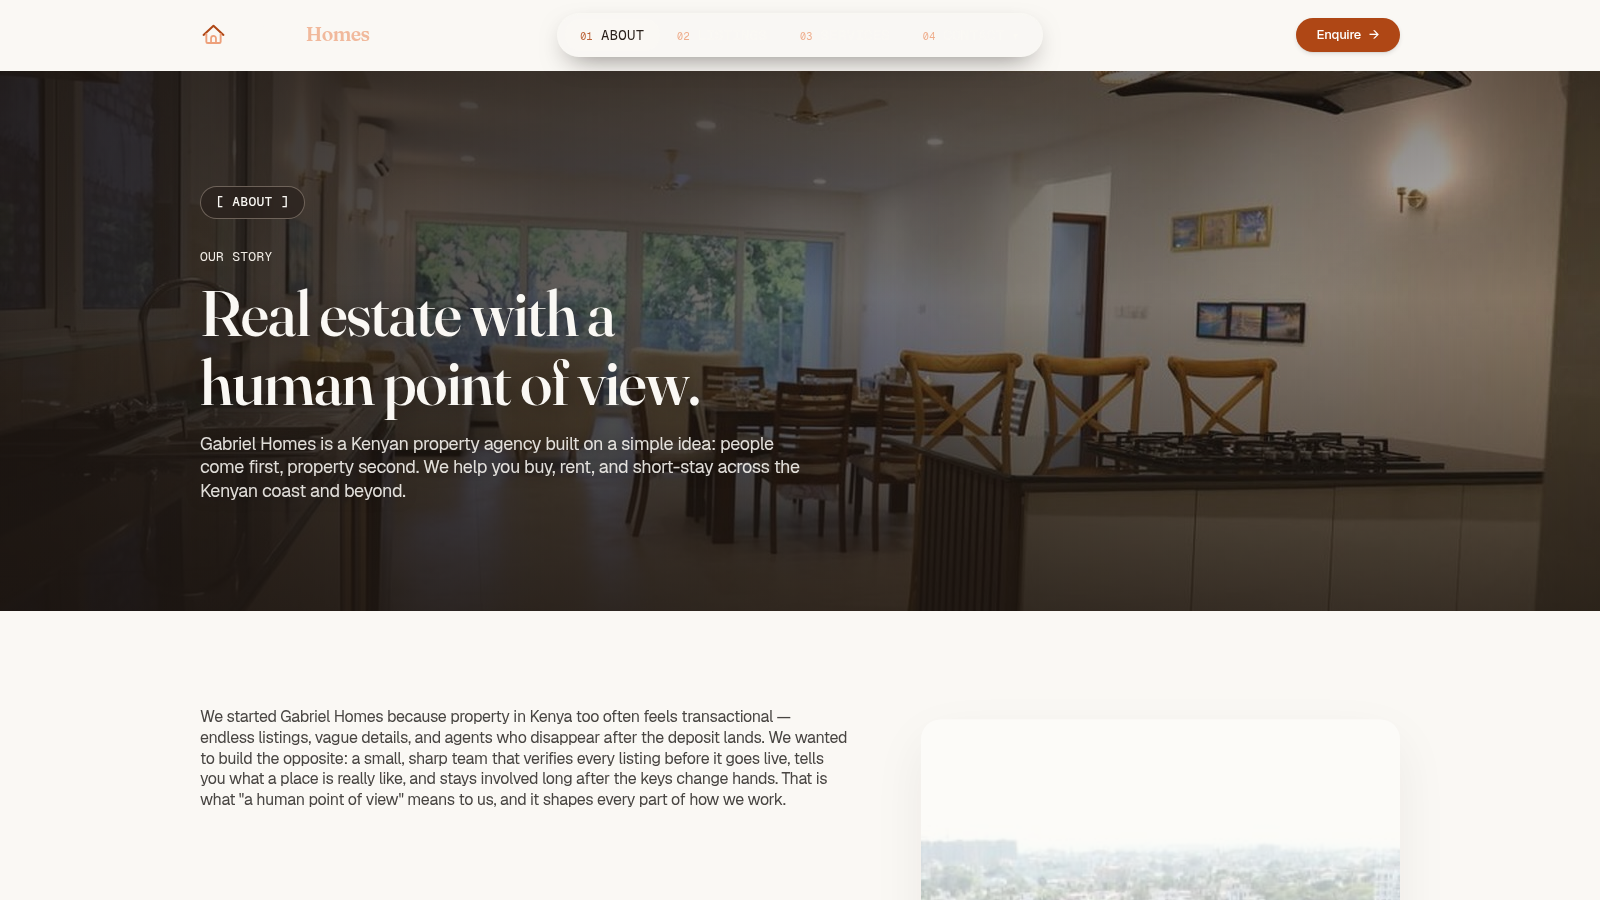 Homes
01 ABOUT 02 03 04
Enquire →
[ ABOUT ]
OUR STORY
Real estate with a
human point of view.
Gabriel Homes is a Kenyan property agency built on a simple idea: people
come first, property second. We help you buy, rent, and short-stay across the
Kenyan coast and beyond.
We started Gabriel Homes because property in Kenya too often feels transactional —
endless listings, vague details, and agents who disappear after the deposit lands. We wanted
to build the opposite: a small, sharp team that verifies every listing before it goes live, tells
you what a place is really like, and stays involved long after the keys change hands. That is
what "a human point of view" means to us, and it shapes every part of how we work.